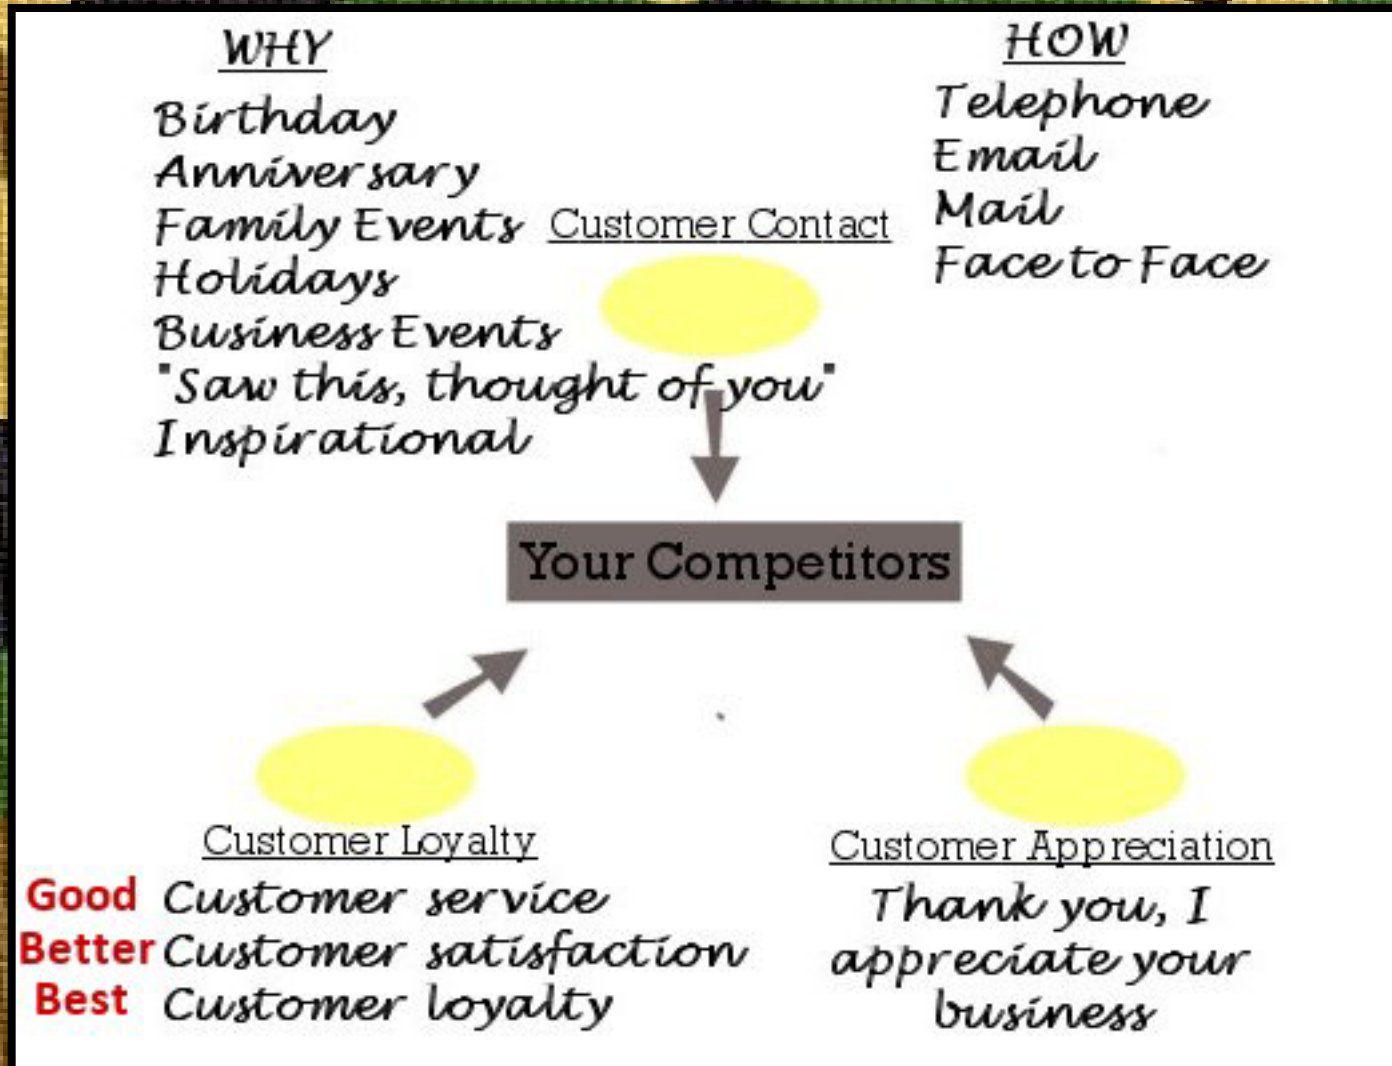 WHY
Birthday
Anniversary
Family Events
Holidays
Business Events
"Saw this, thought of you"
Inspirational
HOW
Telephone
Email
Mail
Face to Face
Customer Contact
Your Competitors
Customer Loyalty
Good Customer service
Better Customer satisfaction
Best Customer loyalty
Customer Appreciation
Thank you, I
appreciate your
business